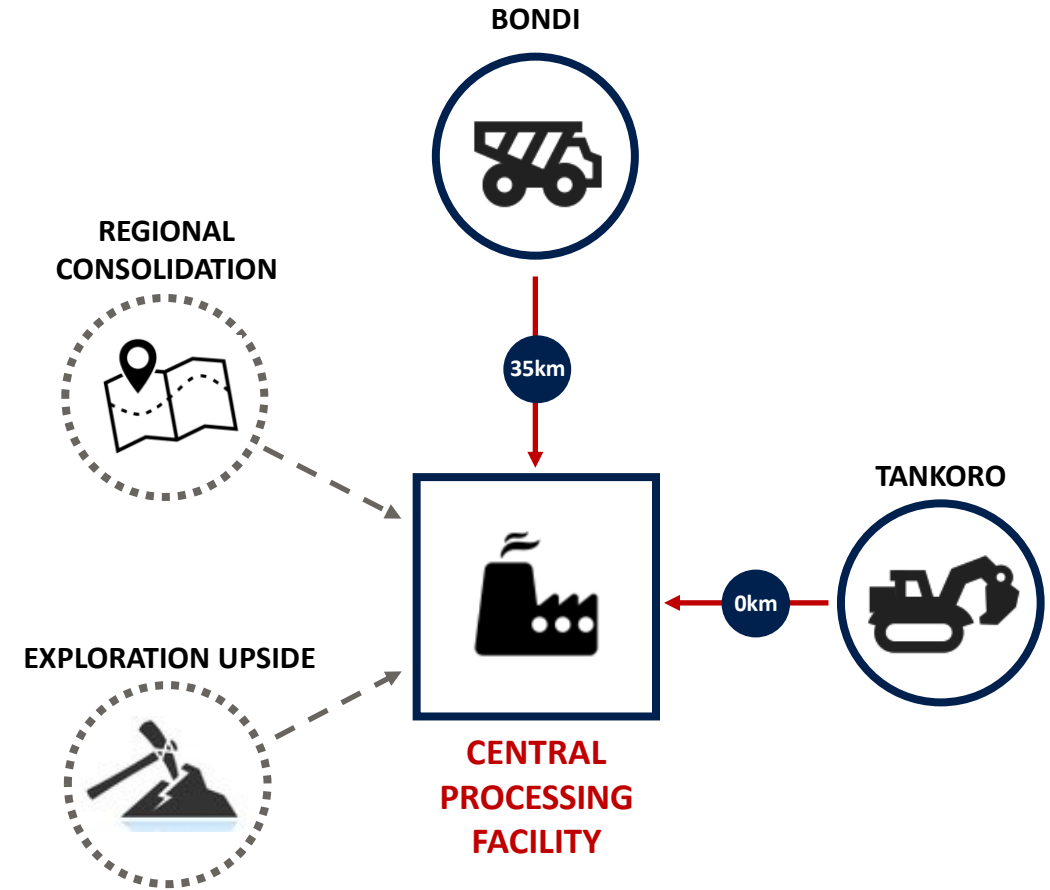 BONDI
REGIONAL
CONSOLIDATION
35km
TANKORO
0km
EXPLORATION UPSIDE
CENTRAL
PROCESSING
FACILITY